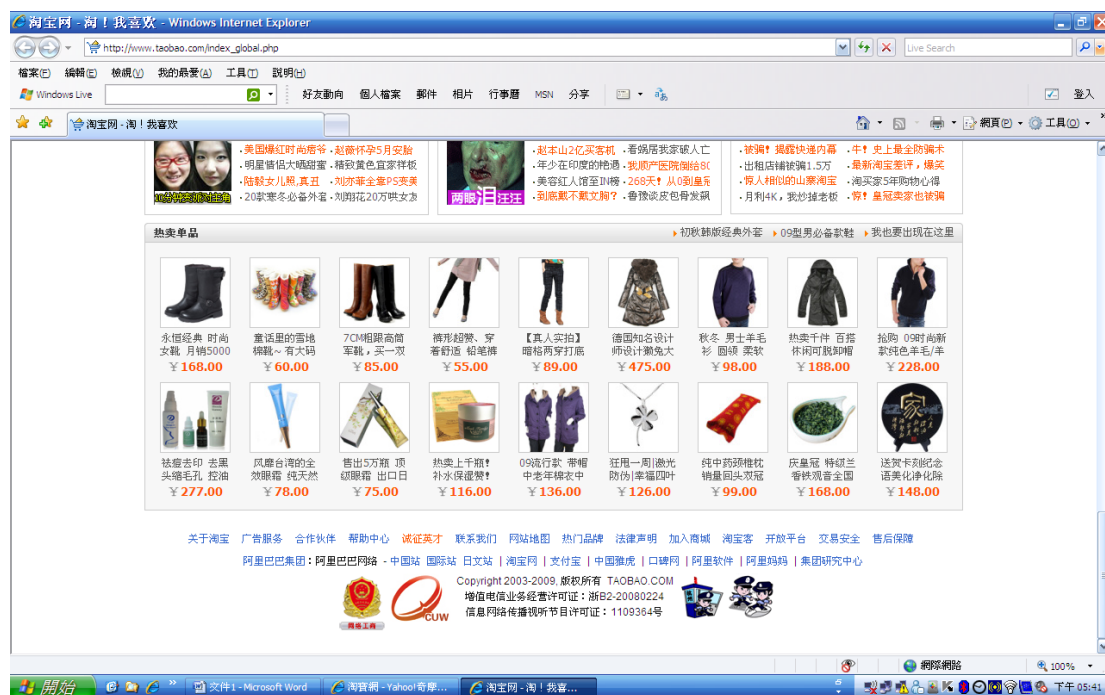 淘宝网 - 淘！我喜欢 - Windows Internet Explorer
http://www.taobao.com/index_global.php
Live Search
檔案(F) 編輯(E) 檢視(V) 我的最愛(A) 工具(T) 說明(H)
Windows Live 好友動向 個人檔案 郵件 相片 行事曆 MSN 分享 登入
淘宝网 - 淘！我喜欢 網頁(P) 工具(O)
·美国爆红时尚痞爷 ·赵薇怀孕5月安胎
·明星情侣大晒甜蜜 ·精致黄色宜家样板
·陆毅女儿照,真丑 ·刘亦菲全靠PS变美
·20款寒冬必备外套 ·刘翔花20万哄女友
·赵本山2亿买客机 ·看蜗居我家破人亡
·年少在印度的艳遇 ·我顺产医院倒给80
·美容红人馆至IN榜 ·268天！从0到皇冠
·到底戴不戴文胸？ ·鲁豫谈皮包骨发飙
两眼泪汪汪
·被骗！揭露快递内幕 ·牛！史上最全防骗术
·出租店铺被骗1.5万 ·最新淘宝差评，爆笑
·惊人相似的山寨淘宝 ·淘买家5年购物心得
·月利4K，我炒掉老板 ·惊！皇冠卖家也被骗
热卖单品 初秋韩版经典外套 09型男必备款鞋 我也要出现在这里
永恒经典 时尚女靴 月销5000
￥168.00
童话里的雪地棉靴~ 有大码
￥60.00
7CM粗跟高筒军靴，买一双
￥85.00
裤形超赞、穿着舒适 铅笔裤
￥55.00
【真人实拍】暗格两穿打底
￥89.00
德国知名设计师设计獭兔大
￥475.00
秋冬 男士羊毛衫 圆领 柔软
￥98.00
热卖千件 百搭休闲可脱卸帽
￥188.00
抢购 09时尚新款纯色羊毛/羊
￥228.00
祛痘去印 去黑头缩毛孔 控油
￥277.00
风靡台湾的全效眼霜 纯天然
￥78.00
售出5万瓶 顶级眼霜 出口日
￥75.00
热卖上千瓶！补水保湿赞！
￥116.00
09流行款 带帽中老年棉衣中
￥136.00
狂甩一周|激光防伪|幸福四叶
￥126.00
纯中药颈椎枕 销量回头双冠
￥99.00
庆皇冠 特级兰香铁观音全国
￥168.00
送贺卡刻纪念语美化净化除
￥148.00
关于淘宝 广告服务 合作伙伴 帮助中心 诚征英才 联系我们 网站地图 热门品牌 法律声明 加入商城 淘宝客 开放平台 交易安全 售后保障
阿里巴巴集团：阿里巴巴网络 - 中国站 国际站 日文站 | 淘宝网 | 支付宝 | 中国雅虎 | 口碑网 | 阿里软件 | 阿里妈妈 | 集团研究中心
Copyright 2003-2009, 版权所有 TAOBAO.COM
增值电信业务经营许可证：浙B2-20080224
信息网络传播视听节目许可证：1109364号
网络工商
CUW
網際網路 100%
開始 文件1 - Microsoft Word 淘寶網 - Yahoo!奇摩... 淘宝网 - 淘！我喜... 下午 05:41